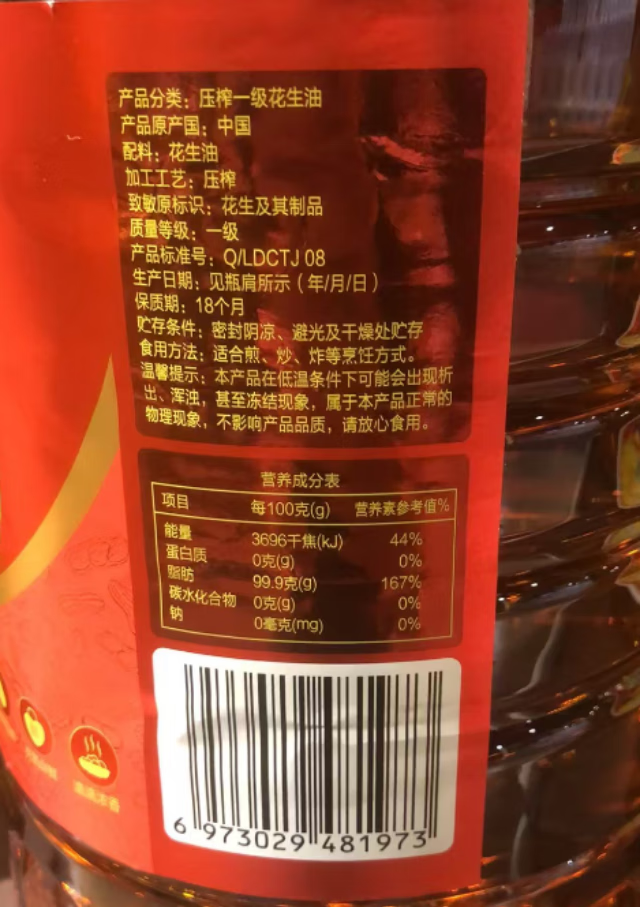 产品分类：压榨一级花生油
产品原产国：中国
配料：花生油
加工工艺：压榨
致敏原标识：花生及其制品
质量等级：一级
产品标准号：Q/LDCTJ 08
生产日期：见瓶肩所示（年/月/日）
保质期：18个月
贮存条件：密封阴凉、避光及干燥处贮存
食用方法：适合煎、炒、炸等烹饪方式。
温馨提示：本产品在低温条件下可能会出现析
出、浑浊，甚至冻结现象，属于本产品正常的
物理现象，不影响产品品质，请放心食用。
营养成分表
项目 每100克(g) 营养素参考值%
能量 3696千焦(kJ) 44%
蛋白质 0克(g) 0%
脂肪 99.9克(g) 167%
碳水化合物 0克(g) 0%
钠 0毫克(mg) 0%
6 973029 481973